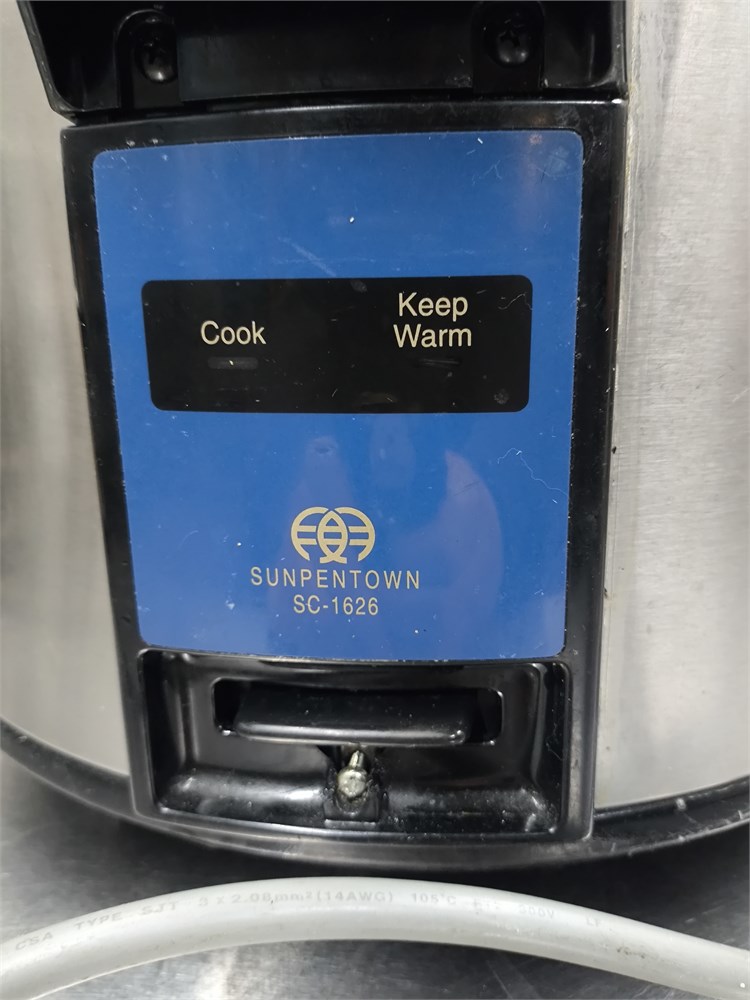 Cook
Keep
Warm
SUNPENTOWN
SC-1626
CSA TYPE SJT 3 x 2.08mm² (14AWG) 105°C